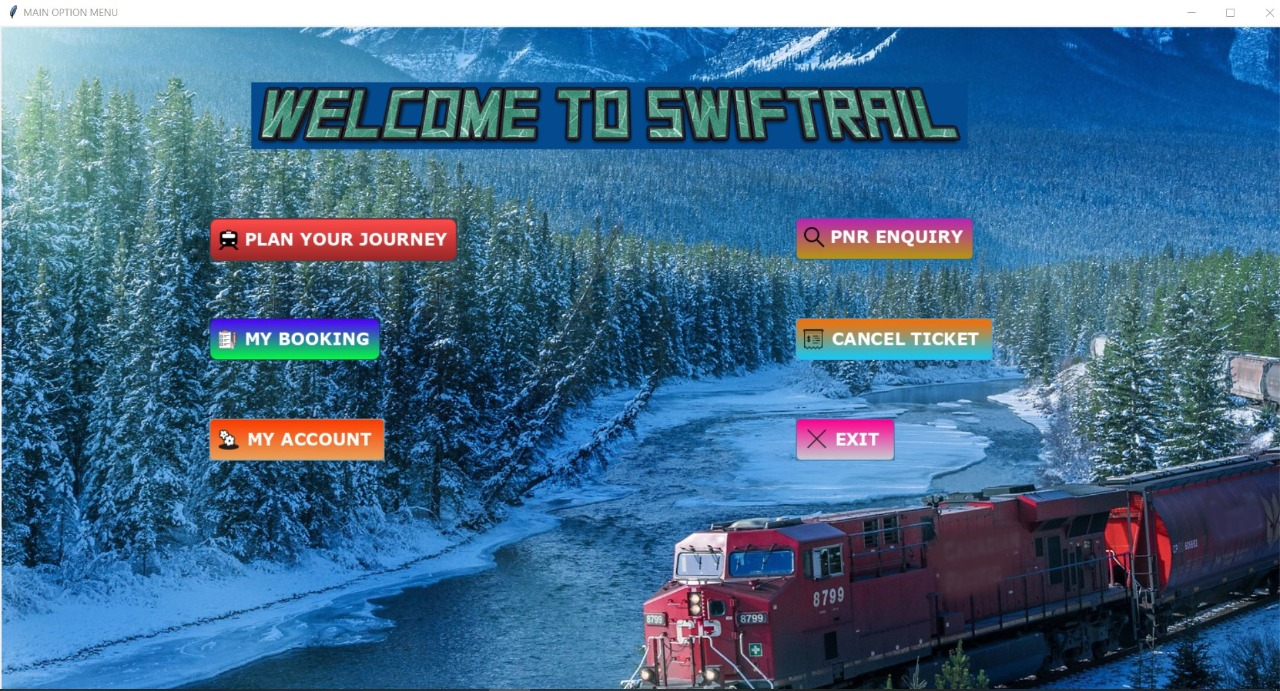 MAIN OPTION MENU
WELCOME TO SWIFTRAIL
PLAN YOUR JOURNEY
PNR ENQUIRY
MY BOOKING
CANCEL TICKET
MY ACCOUNT
EXIT
8799
8799
8799
CP